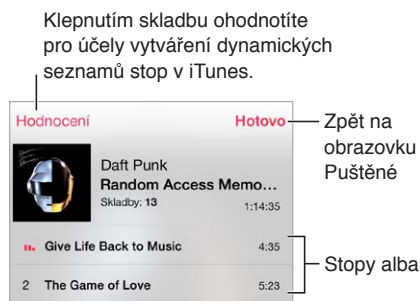 Klepnutím skladbu ohodnotíte
pro účely vytváření dynamických
seznamů stop v iTunes.
Hodnocení
Hotovo
Zpět na
obrazovku
Puštěné
Daft Punk
Random Access Memo...
Skladby: 13
1:14:35
Give Life Back to Music
4:35
Stopy alba
2 The Game of Love
5:23